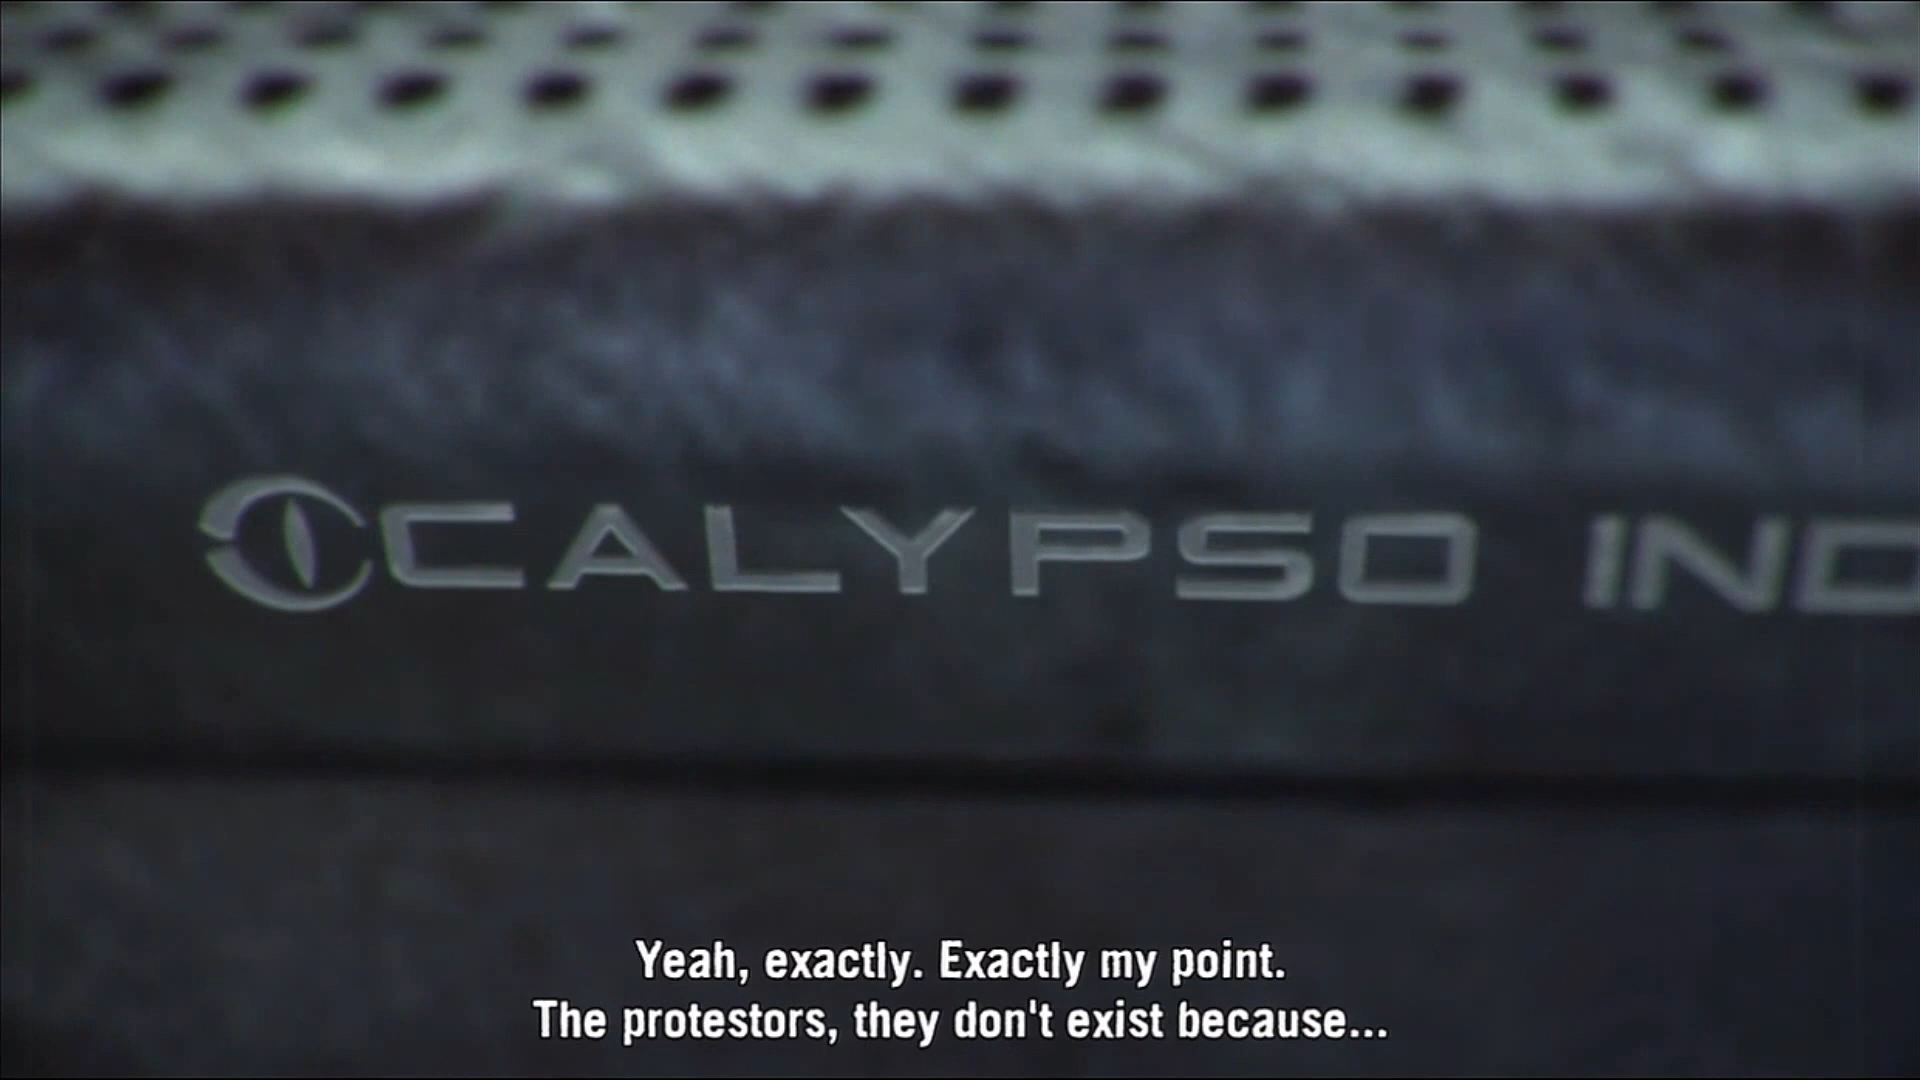 CALYPSO IND
Yeah, exactly. Exactly my point.
The protestors, they don't exist because...